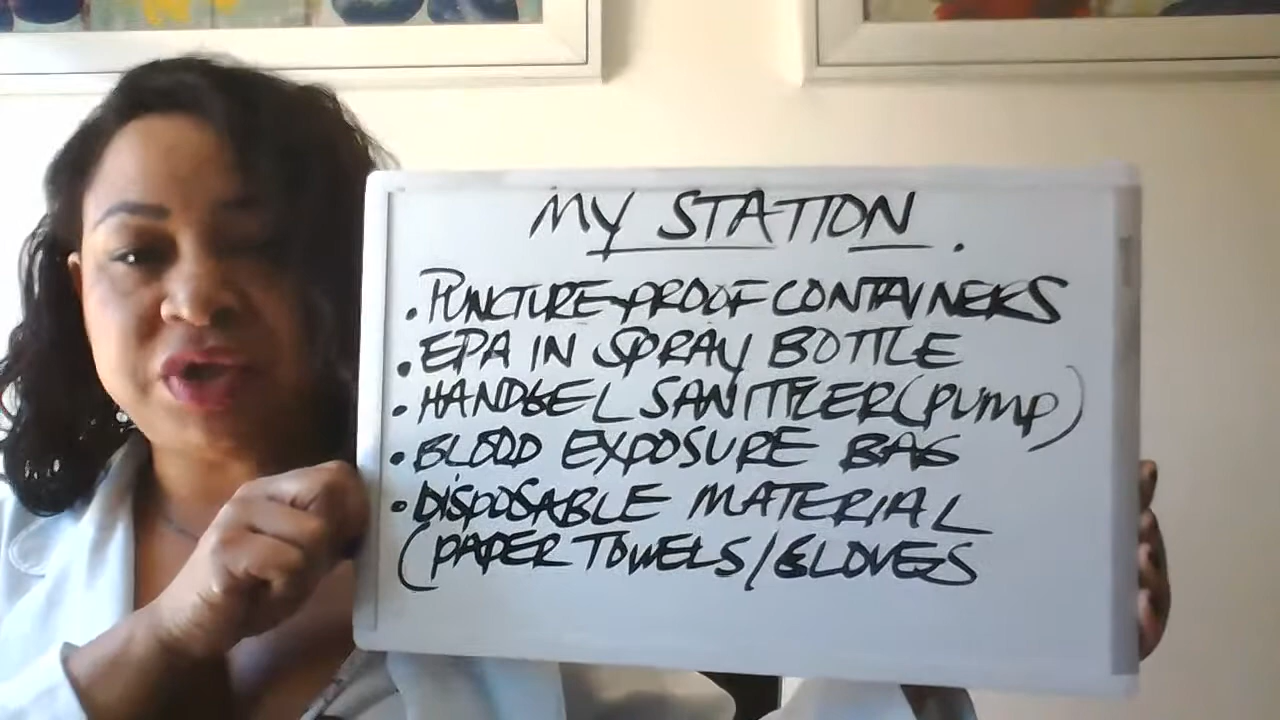 MY STATION.
• PUNCTURE-PROOF CONTAINERS
• EPA IN SPRAY BOTTLE
• HANDGEL SANITIZER (PUMP)
• BLOOD EXPOSURE BAG
• DISPOSABLE MATERIAL
(PAPER TOWELS/GLOVES